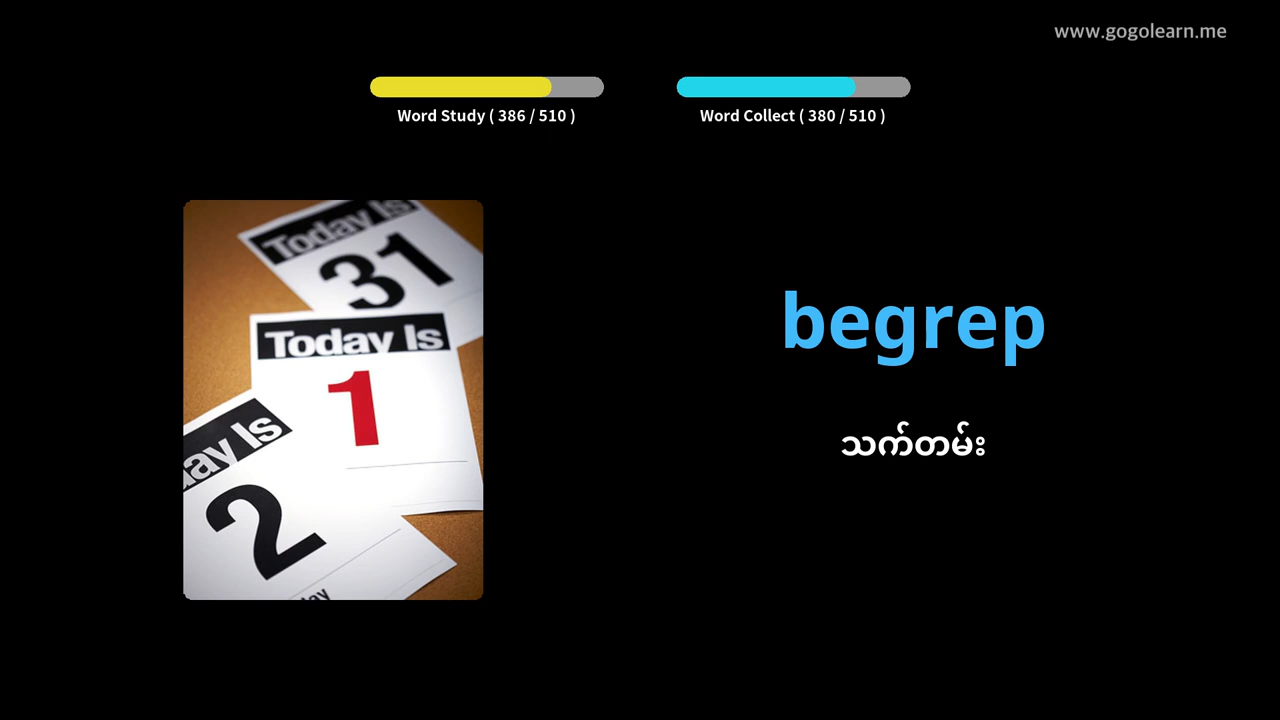 www.gogolearn.me
Word Study ( 386 / 510 )
Word Collect ( 380 / 510 )
Today Is
31
Today Is
1
ay Is
2
ay
begrep
သက်တမ်း